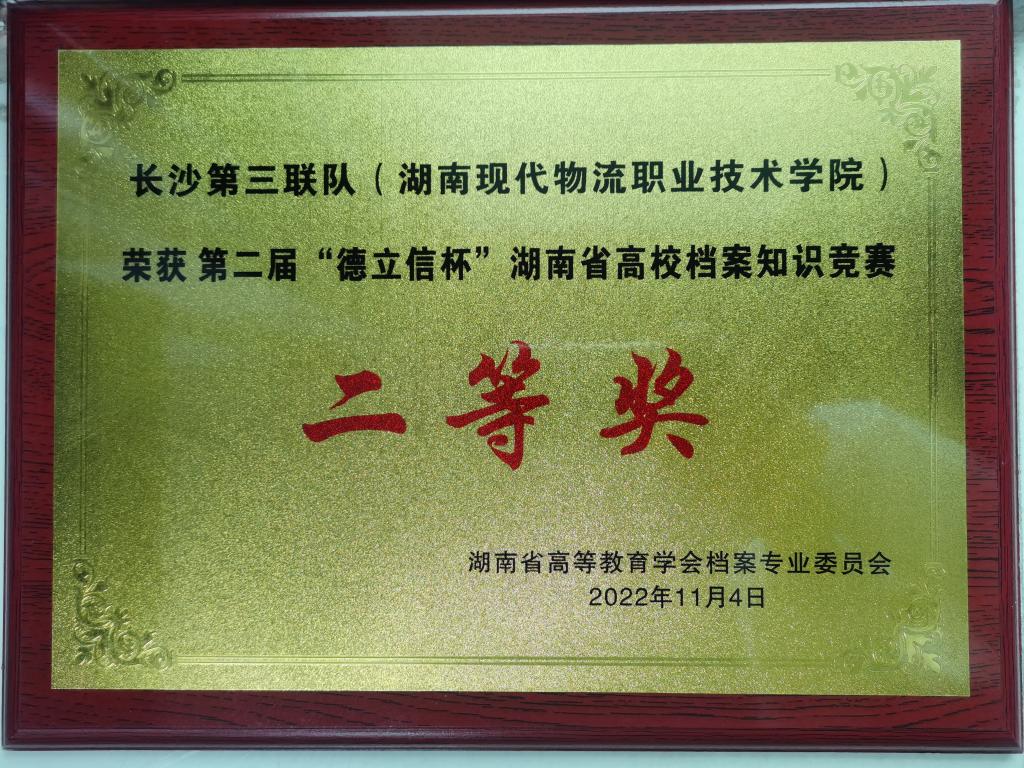 长沙第三联队（湖南现代物流职业技术学院）
荣获 第二届“德立信杯”湖南省高校档案知识竞赛
二等奖
湖南省高等教育学会档案专业委员会
2022年11月4日